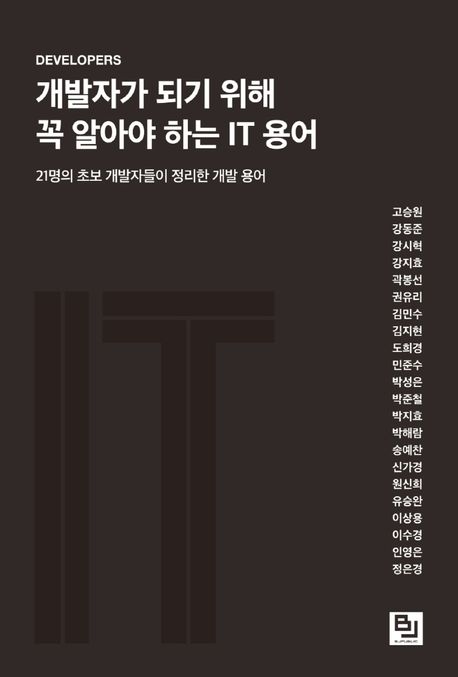 DEVELOPERS
개발자가 되기 위해
꼭 알아야 하는 IT 용어
21명의 초보 개발자들이 정리한 개발 용어
고승원
강동준
강시혁
강지효
곽봉선
권유리
김민수
김지현
도희경
민준수
박성은
박준철
박지효
박해람
송예찬
신가경
원신희
유승완
이상용
이수경
인영은
정은경
IT
BJ
BJPUBLIC